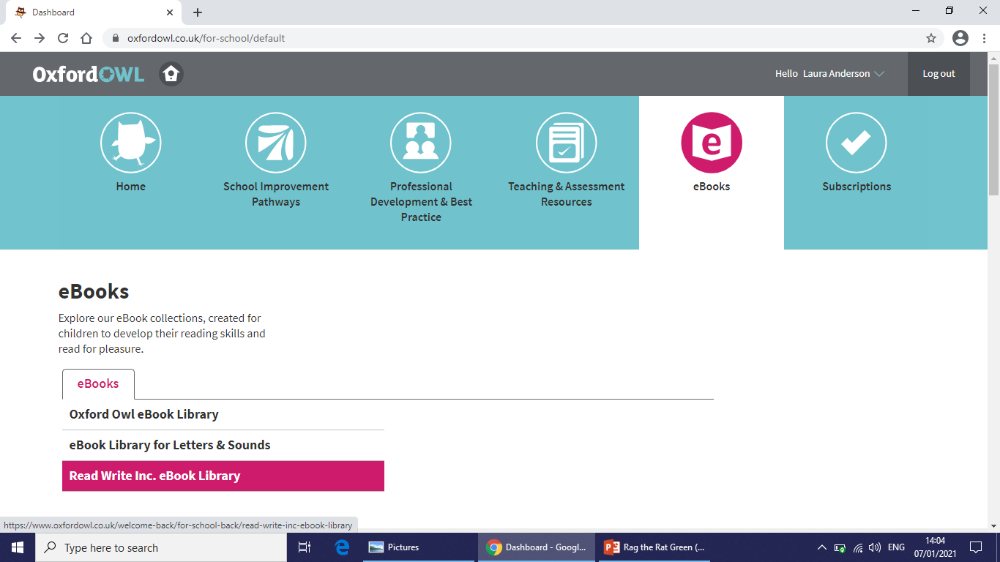 Dashboard
oxfordowl.co.uk/for-school/default
OxfordOWL
Hello Laura Anderson
Log out
Home
School Improvement
Pathways
Professional
Development & Best
Practice
Teaching & Assessment
Resources
e
eBooks
Subscriptions
eBooks
Explore our eBook collections, created for
children to develop their reading skills and
read for pleasure.
eBooks
Oxford Owl eBook Library
eBook Library for Letters & Sounds
Read Write Inc. eBook Library
https://www.oxfordowl.co.uk/welcome-back/for-school-back/read-write-inc-ebook-library
Type here to search
Pictures
Dashboard - Googl...
Rag the Rat Green (...
ENG
14:04
07/01/2021